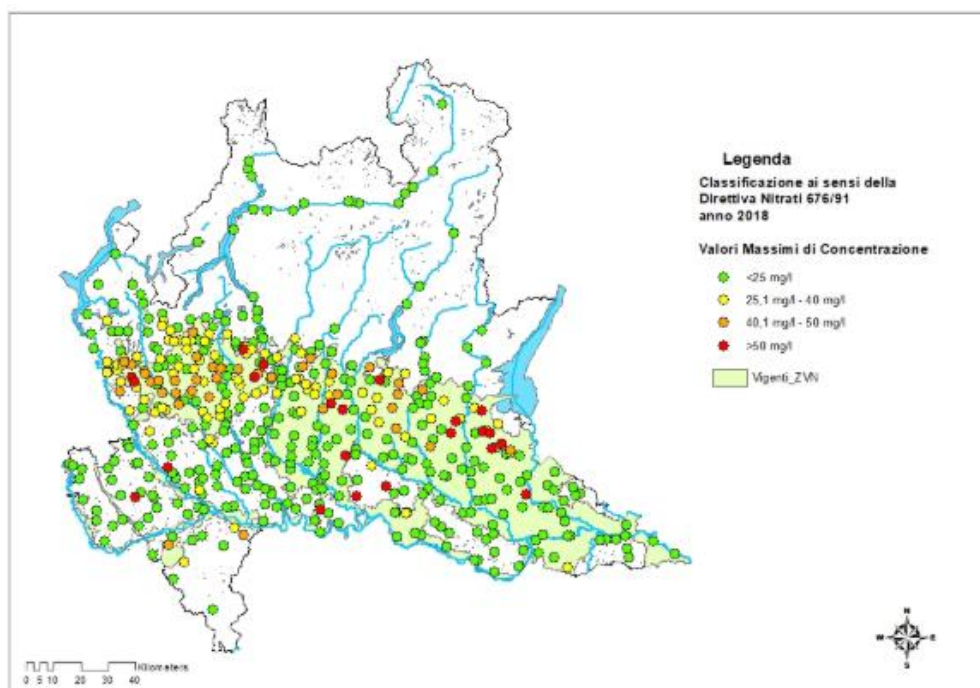 Legenda
Classificazione ai sensi della
Direttiva Nitrati 676/91
anno 2018
Valori Massimi di Concentrazione
<25 mg/l
25,1 mg/l - 40 mg/l
40,1 mg/l - 50 mg/l
>50 mg/l
Vigenti_ZVN
N
W E
S
Kilometers
0 5 10 20 30 40